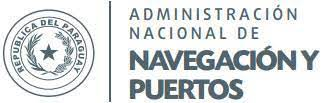 REPUBLICA DEL PARAGUAY
ADMINISTRACIÓN
NACIONAL DE
NAVEGACIÓN Y
PUERTOS